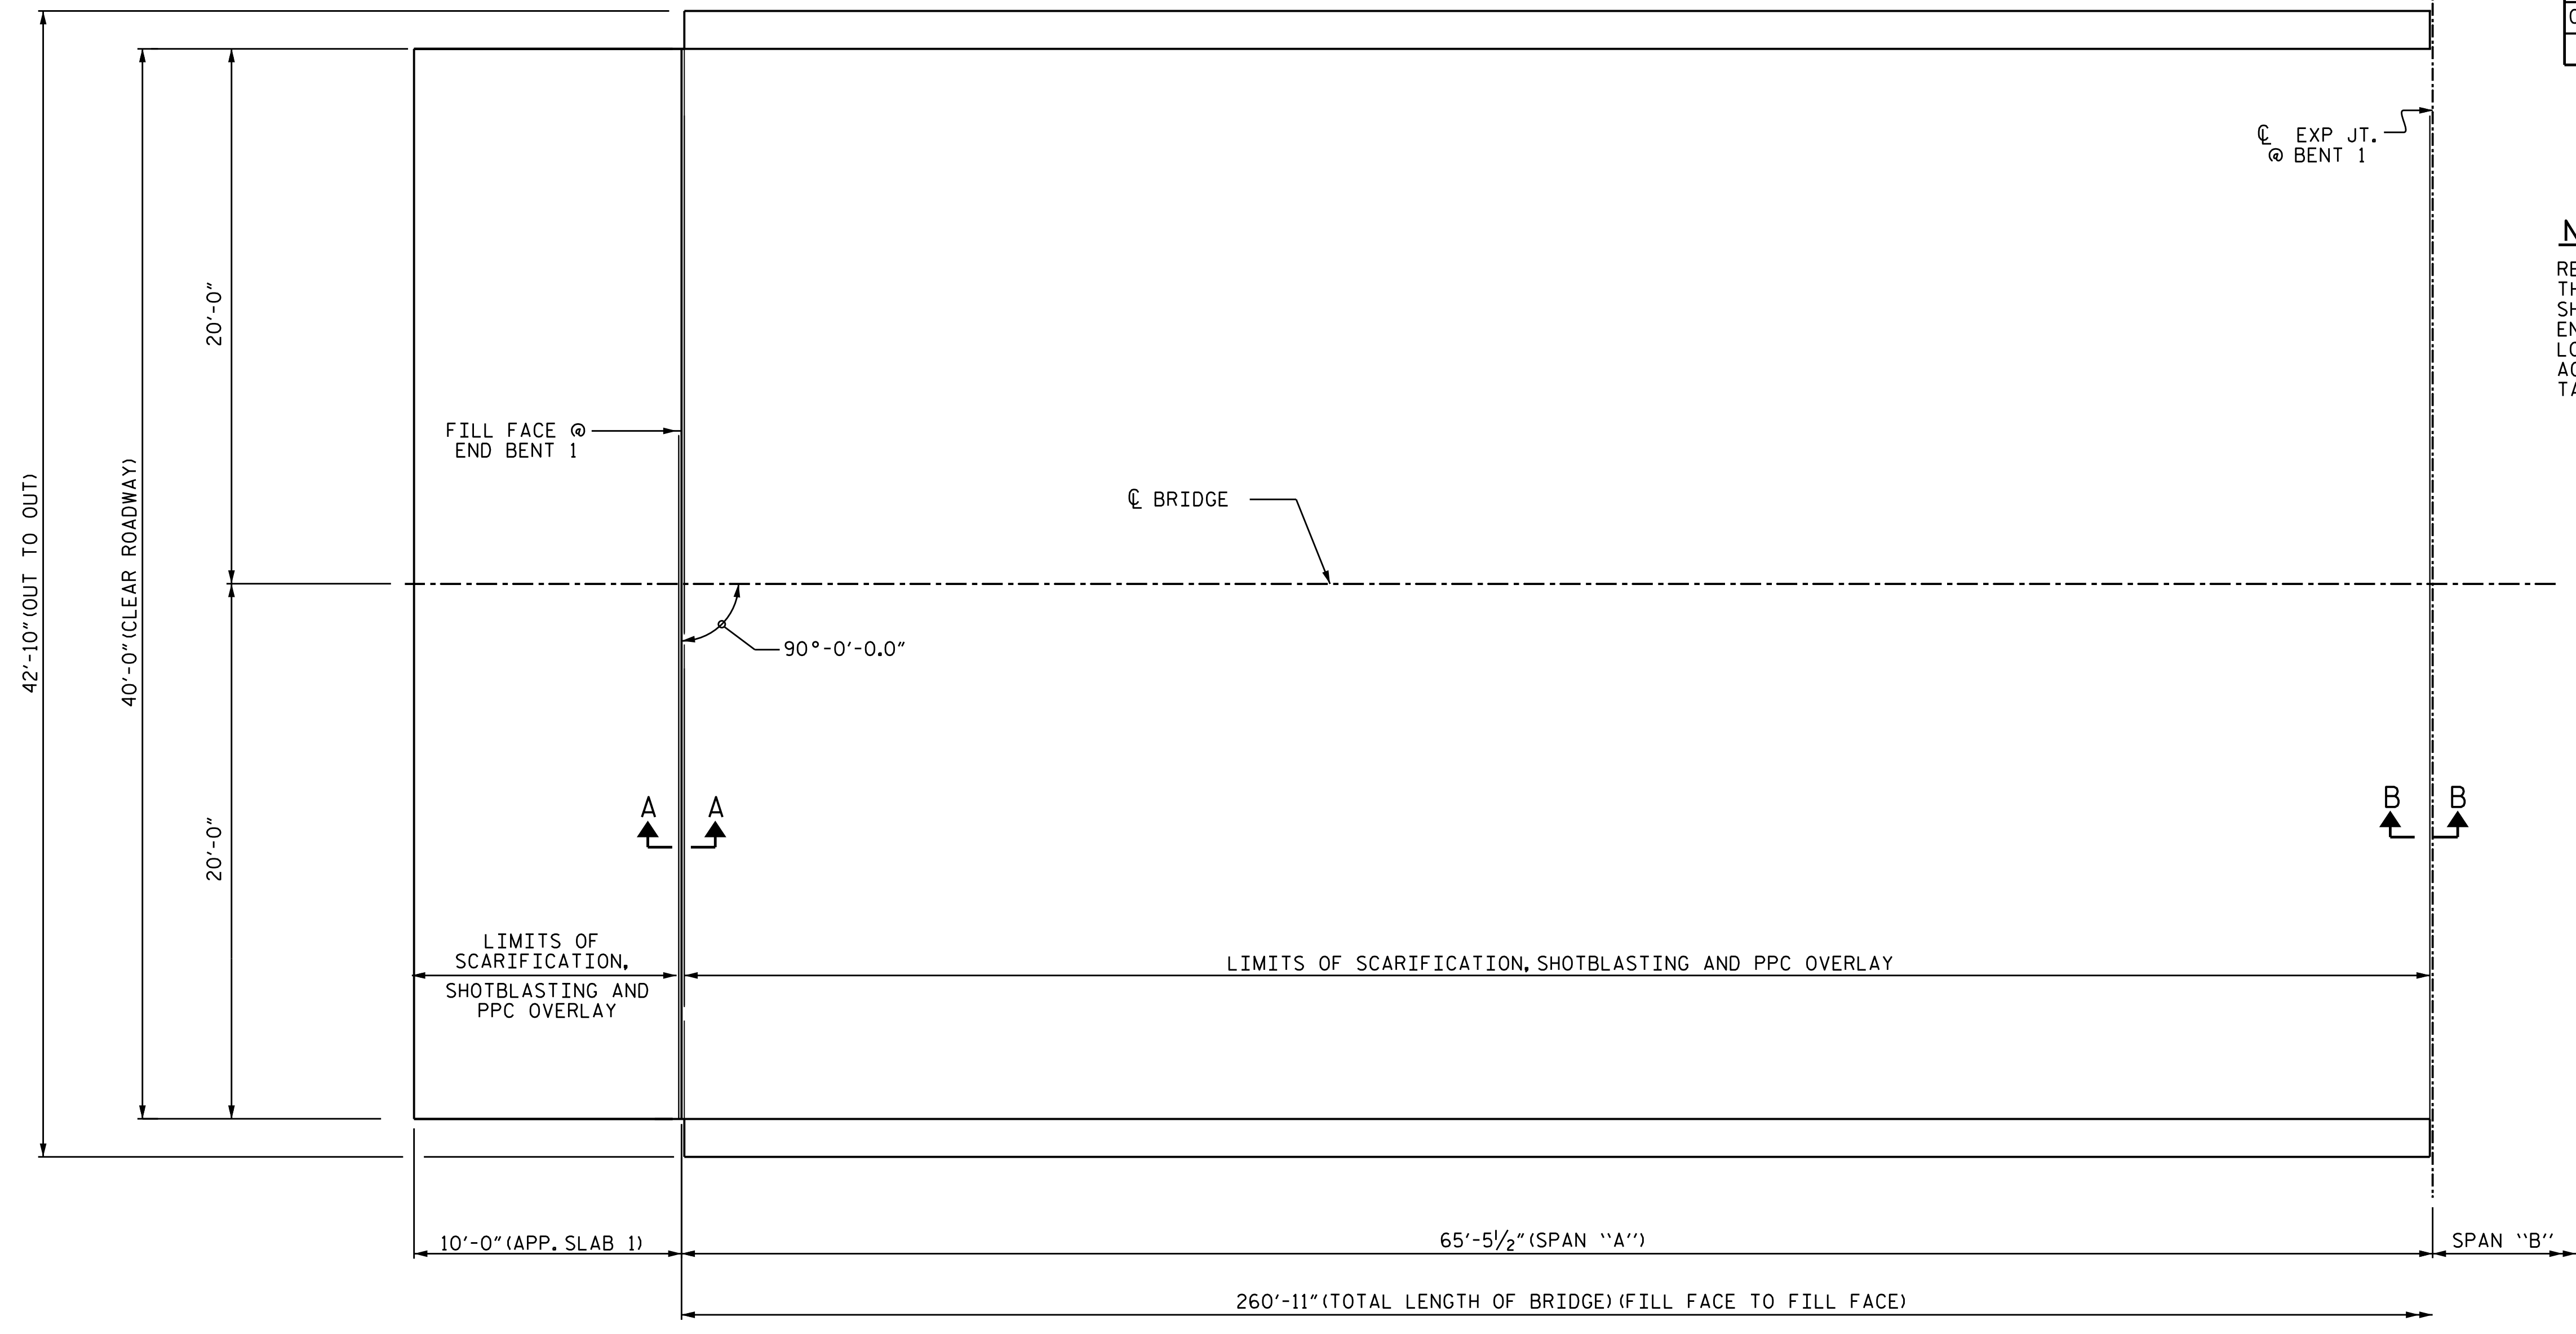 ℄ EXP JT.
@ BENT 1
20'-0"
FILL FACE @
END BENT 1
42'-10" (OUT TO OUT)
40'-0" (CLEAR ROADWAY)
℄ BRIDGE
90°-0'-0.0"
A A
B B
20'-0"
LIMITS OF
SCARIFICATION,
SHOTBLASTING AND
PPC OVERLAY
LIMITS OF SCARIFICATION, SHOTBLASTING AND PPC OVERLAY
10'-0" (APP. SLAB 1)
65'-5½" (SPAN ``A'')
SPAN ``B''
260'-11" (TOTAL LENGTH OF BRIDGE) (FILL FACE TO FILL FACE)